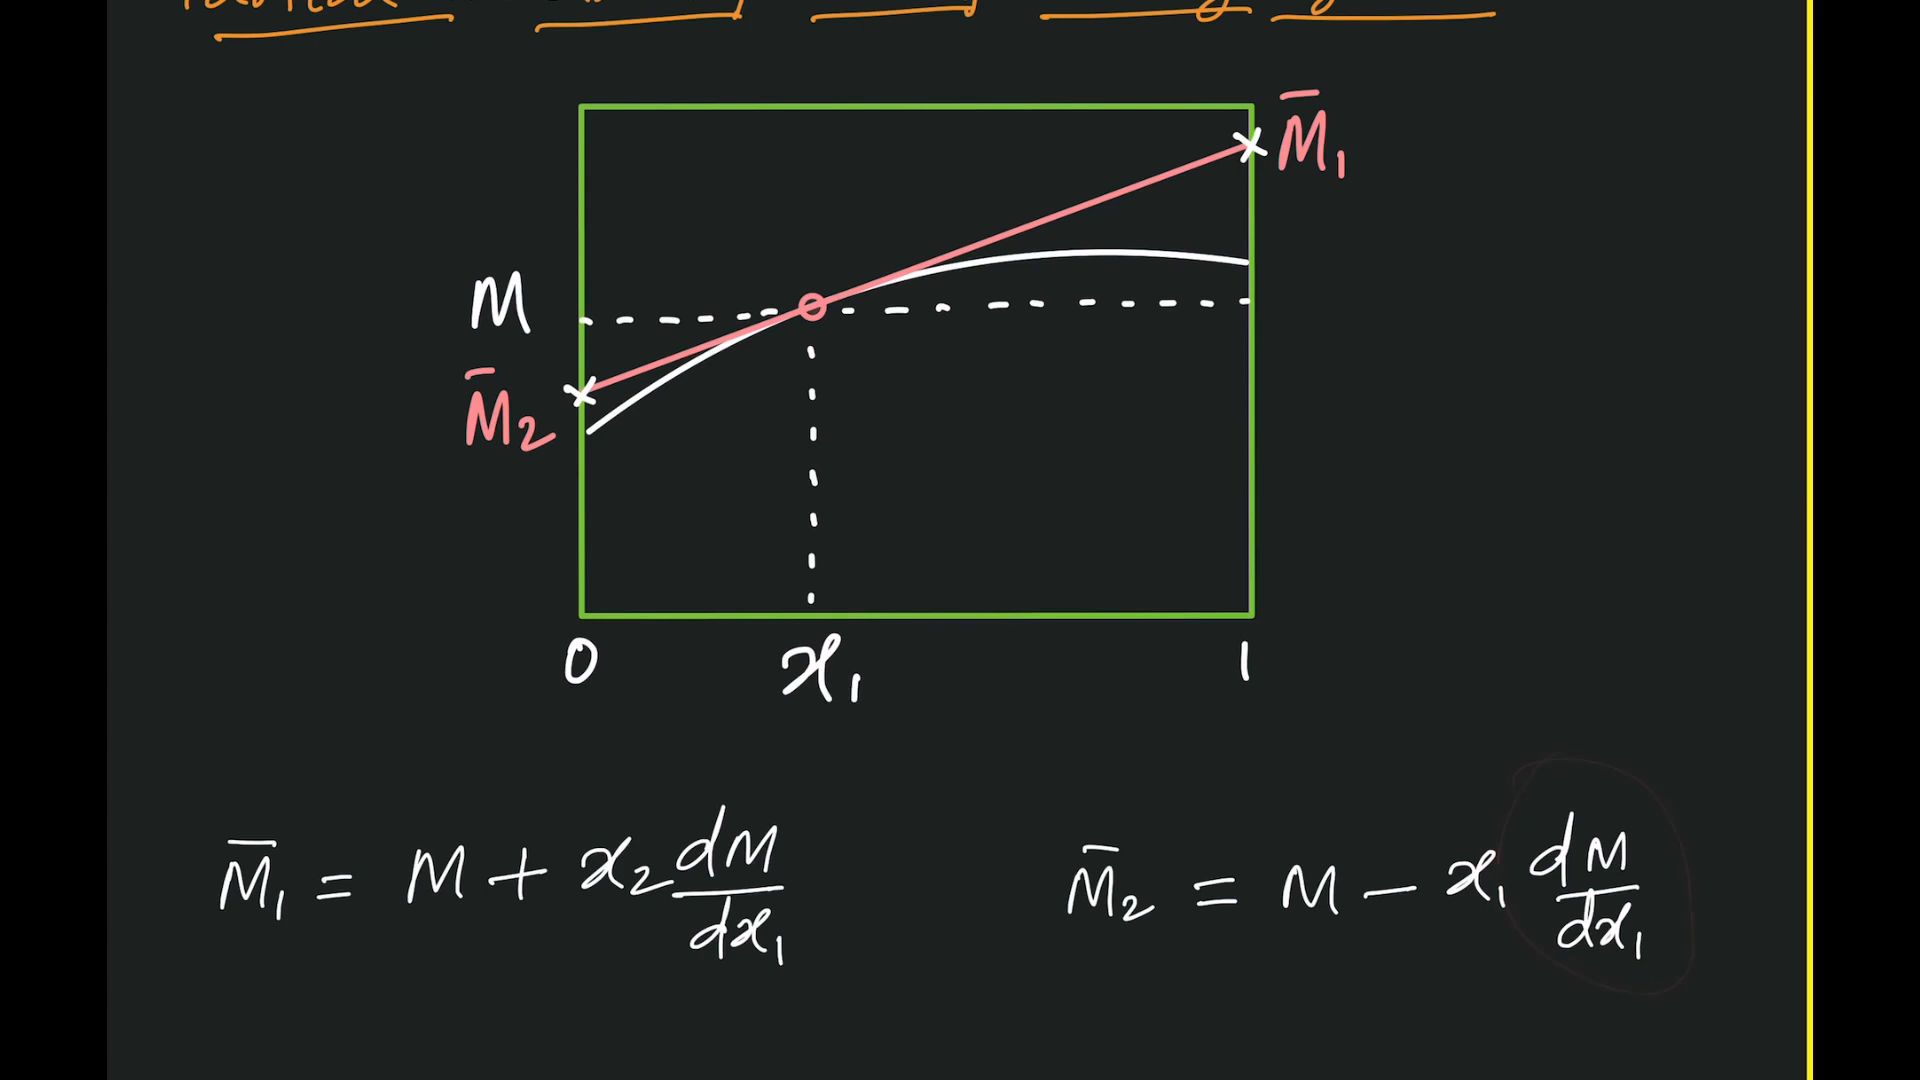 M̄₁
M
M̄₂
0 x₁ 1
M̄₁ = M + x₂ dM/dx₁
M̄₂ = M − x₁ dM/dx₁